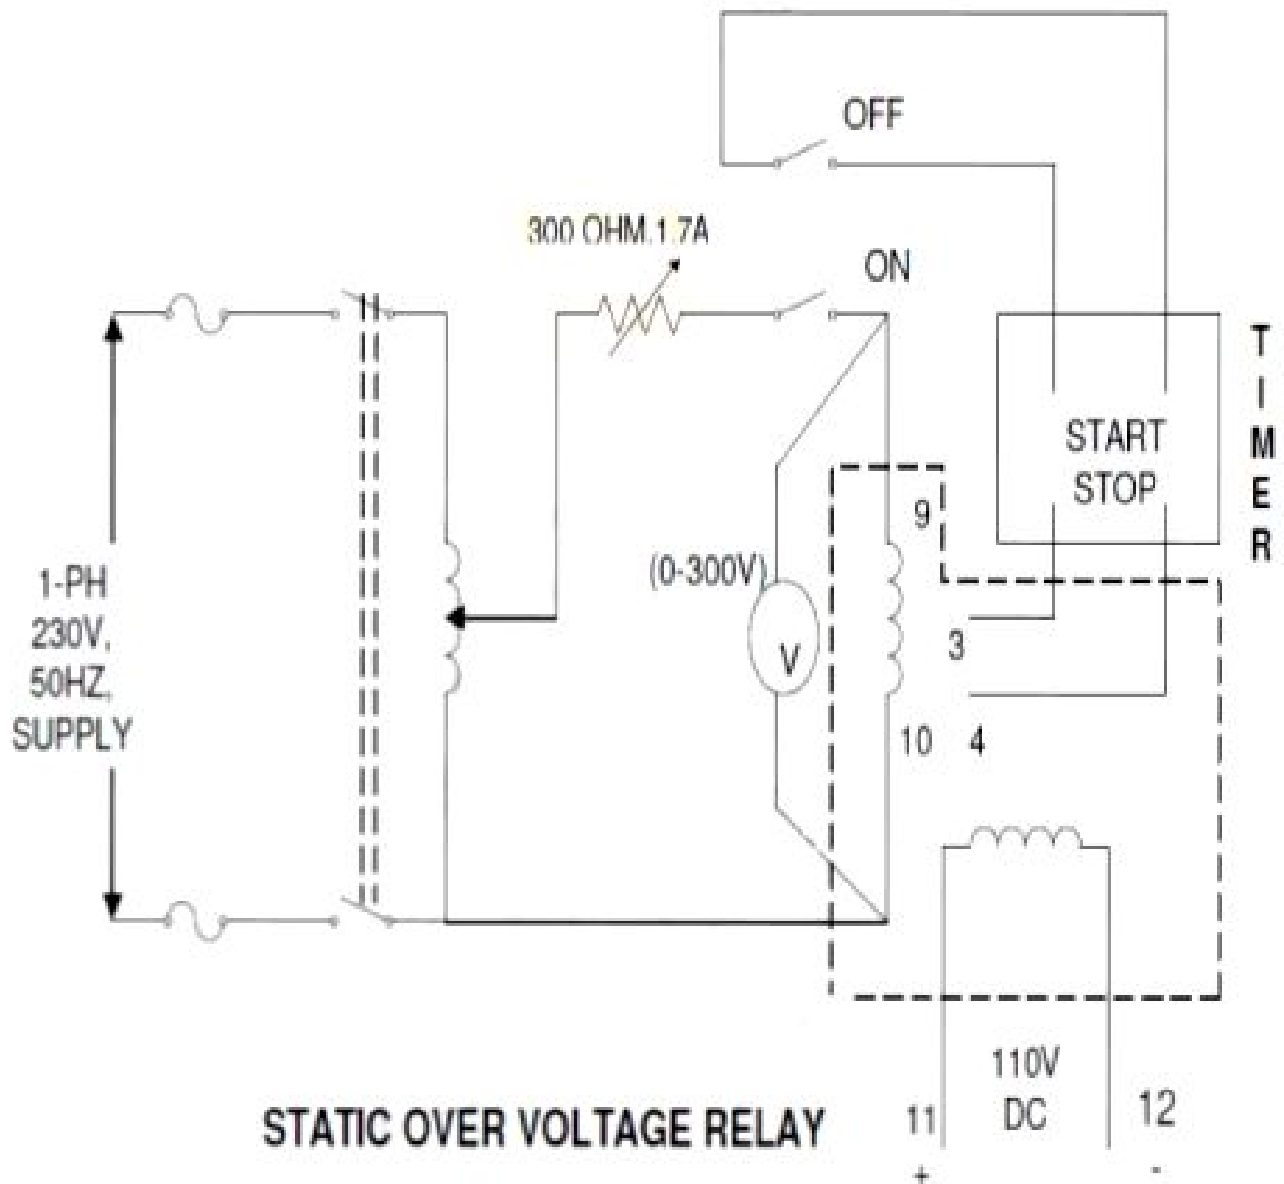 OFF
300 OHM.1.7A
ON
T
I
M
E
R
START
STOP
9
(0-300V)
V
1-PH
230V,
50HZ,
SUPPLY
3
10
4
110V
DC
11
12
+
-
STATIC OVER VOLTAGE RELAY